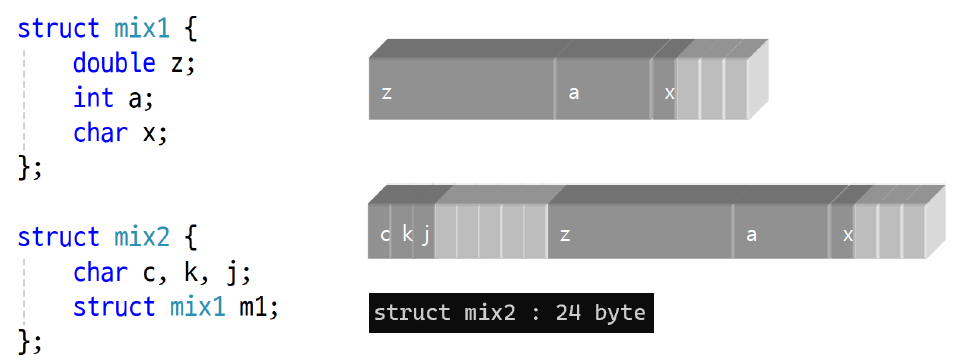 struct mix1 {
    double z;
    int a;
    char x;
};
z a x
struct mix2 {
    char c, k, j;
    struct mix1 m1;
};
c k j z a x
struct mix2 : 24 byte